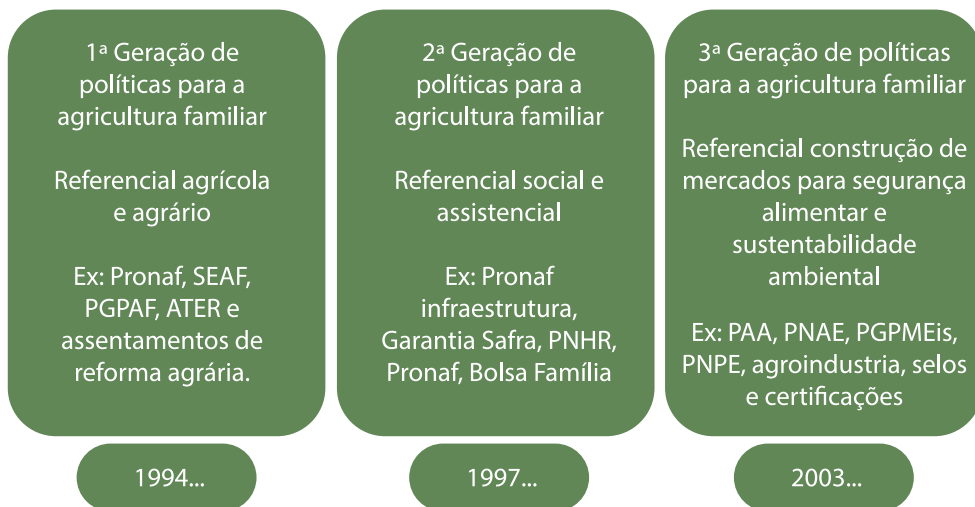 1ª Geração de
políticas para a
agricultura familiar
Referencial agrícola
e agrário
Ex: Pronaf, SEAF,
PGPAF, ATER e
assentamentos de
reforma agrária.
1994...
2ª Geração de
políticas para a
agricultura familiar
Referencial social e
assistencial
Ex: Pronaf
infraestrutura,
Garantia Safra, PNHR,
Pronaf, Bolsa Família
1997...
3ª Geração de políticas
para a agricultura familiar
Referencial construção de
mercados para segurança
alimentar e
sustentabilidade
ambiental
Ex: PAA, PNAE, PGPMEis,
PNPE, agroindustria, selos
e certificações
2003...